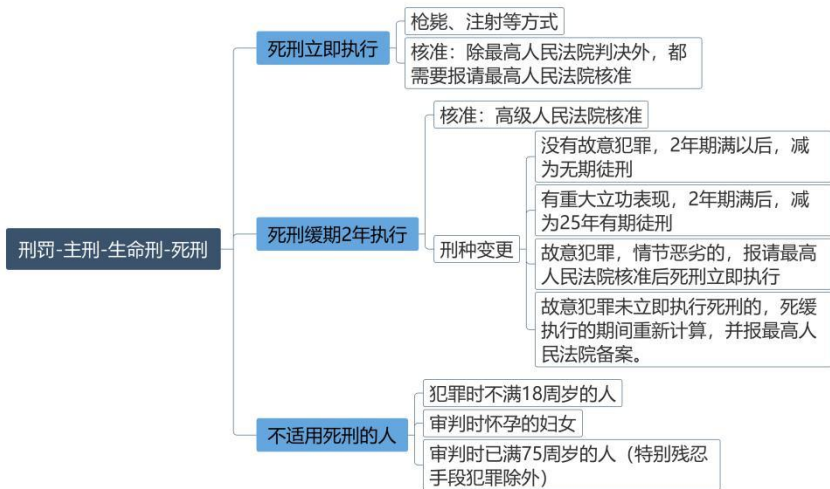 刑罚-主刑-生命刑-死刑
死刑立即执行
枪毙、注射等方式
核准：除最高人民法院判决外，都
需要报请最高人民法院核准
死刑缓期2年执行
核准：高级人民法院核准
刑种变更
没有故意犯罪，2年期满以后，减
为无期徒刑
有重大立功表现，2年期满后，减
为25年有期徒刑
故意犯罪，情节恶劣的，报请最高
人民法院核准后死刑立即执行
故意犯罪未立即执行死刑的，死缓
执行的期间重新计算，并报最高人
民法院备案。
不适用死刑的人
犯罪时不满18周岁的人
审判时怀孕的妇女
审判时已满75周岁的人（特别残忍
手段犯罪除外）